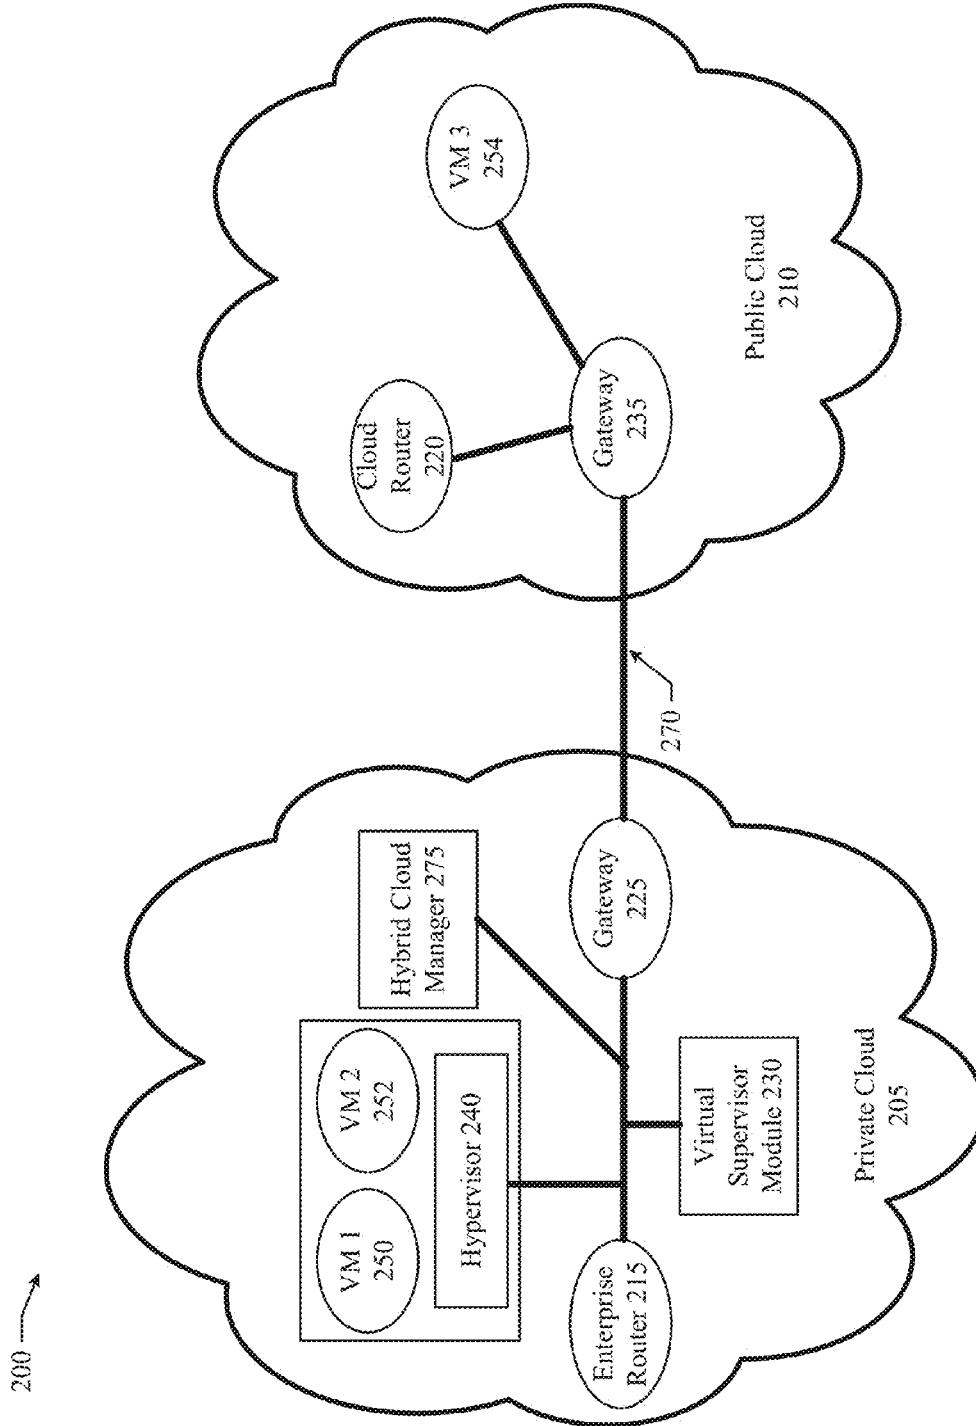 200
VM 1
250
VM 2
252
Hypervisor 240
Hybrid Cloud
Manager 275
Enterprise
Router 215
Gateway
225
Virtual
Supervisor
Module 230
Private Cloud
205
270
Cloud
Router
220
VM 3
254
Gateway
235
Public Cloud
210